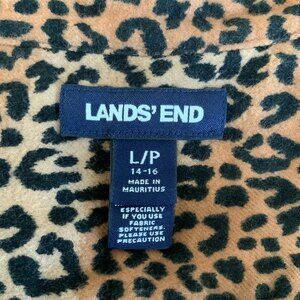 LANDS' END
L/P
14-16
MADE IN
MAURITIUS
ESPECIALLY
IF YOU USE
FABRIC
SOFTENERS.
PLEASE USE
PRECAUTION